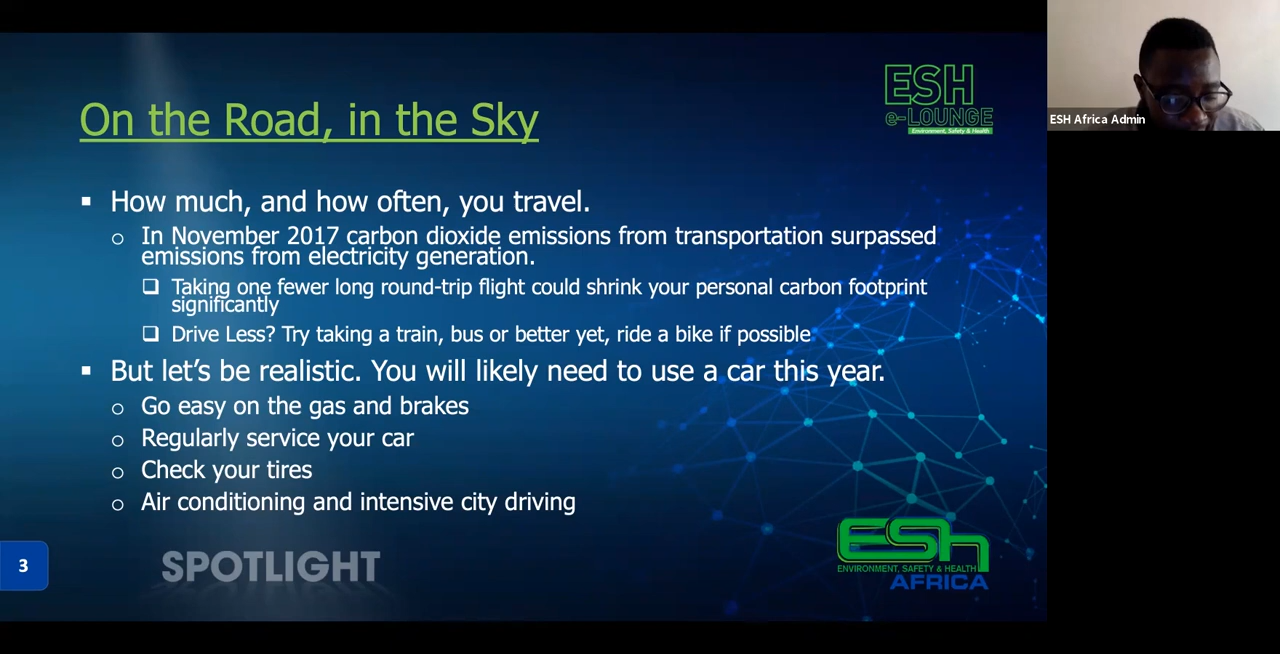 On the Road, in the Sky
ESH
e-LOUNGE
Environment, Safety & Health
ESH Africa Admin
▪ How much, and how often, you travel.
o In November 2017 carbon dioxide emissions from transportation surpassed
emissions from electricity generation.
❑ Taking one fewer long round-trip flight could shrink your personal carbon footprint
significantly
❑ Drive Less? Try taking a train, bus or better yet, ride a bike if possible
▪ But let’s be realistic. You will likely need to use a car this year.
o Go easy on the gas and brakes
o Regularly service your car
o Check your tires
o Air conditioning and intensive city driving
3
SPOTLIGHT
ESh
ENVIRONMENT, SAFETY & HEALTH
AFRICA